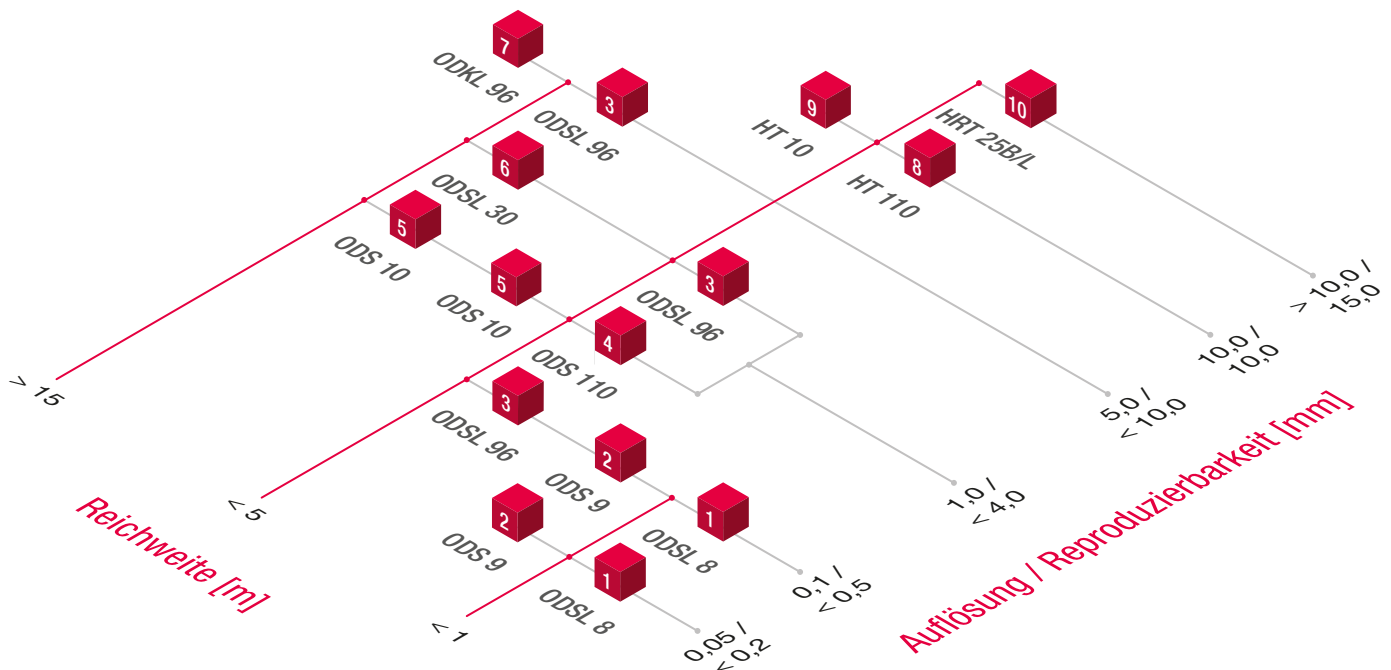 7
ODKL 96
3
ODSL 96
9
HT 10
10
HRT 25B/L
6
ODSL 30
8
HT 110
5
ODS 10
5
ODS 10
3
ODSL 96
4
ODS 110
3
ODSL 96
2
ODS 9
1
ODSL 8
2
ODS 9
1
ODSL 8
> 15
< 5
< 1
Reichweite [m]
> 10,0 /
15,0
10,0 /
10,0
5,0 /
< 10,0
1,0 /
< 4,0
0,1 /
< 0,5
0,05 /
< 0,2
Auflösung / Reproduzierbarkeit [mm]